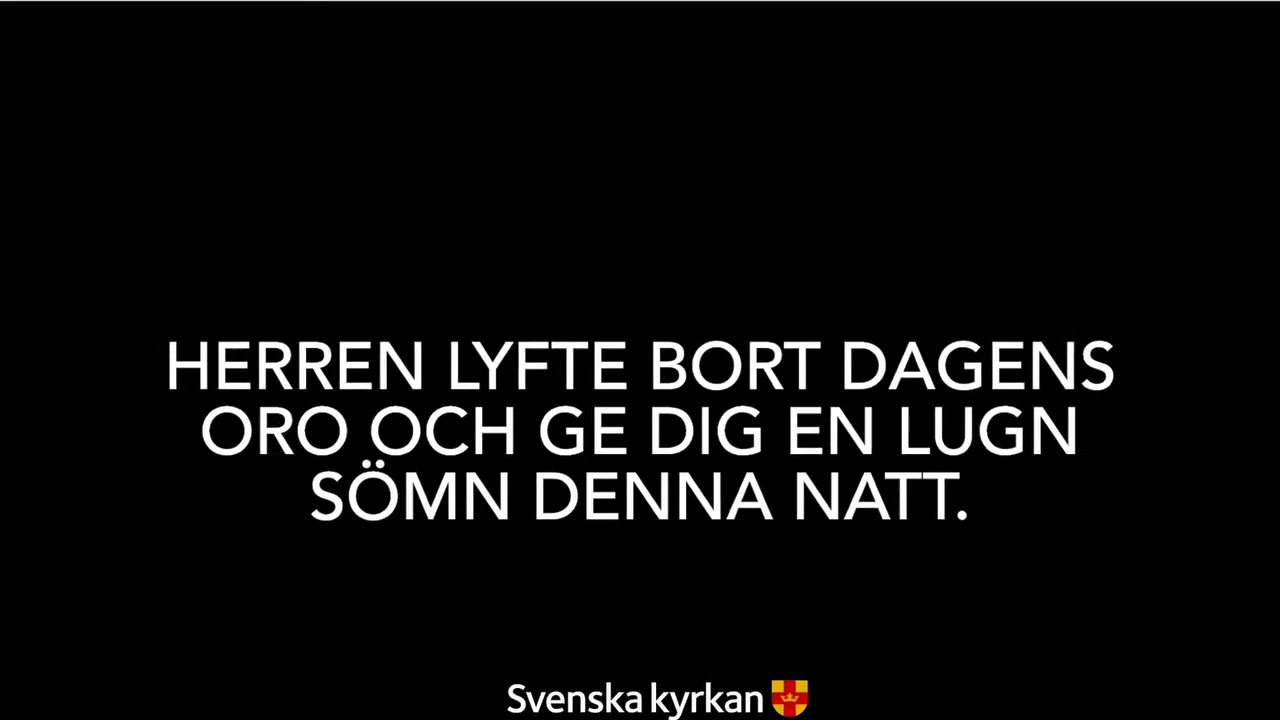 HERREN LYFTE BORT DAGENS
ORO OCH GE DIG EN LUGN
SÖMN DENNA NATT.
Svenska kyrkan